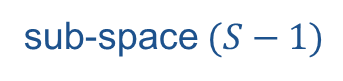 sub-space (S − 1)